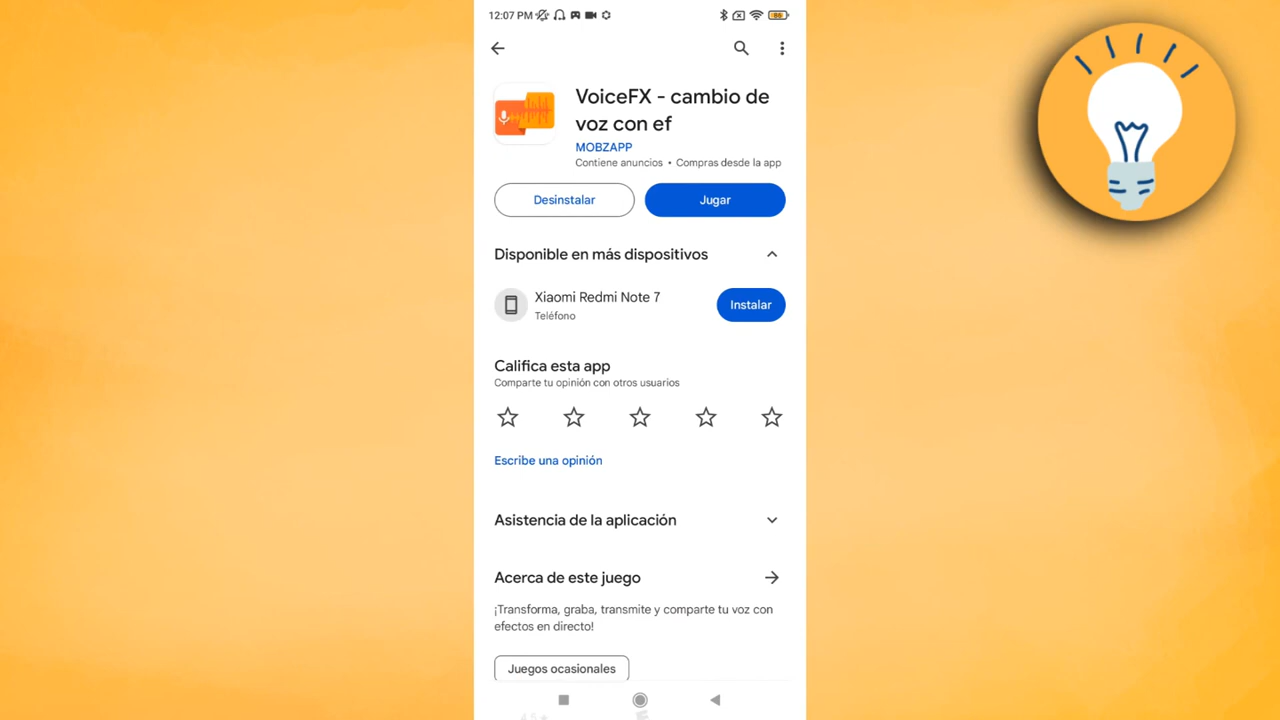 12:07 PM
86
VoiceFX - cambio de
voz con ef
MOBZAPP
Contiene anuncios • Compras desde la app
Desinstalar
Jugar
Disponible en más dispositivos
Xiaomi Redmi Note 7
Teléfono
Instalar
Califica esta app
Comparte tu opinión con otros usuarios
Escribe una opinión
Asistencia de la aplicación
Acerca de este juego
¡Transforma, graba, transmite y comparte tu voz con
efectos en directo!
Juegos ocasionales